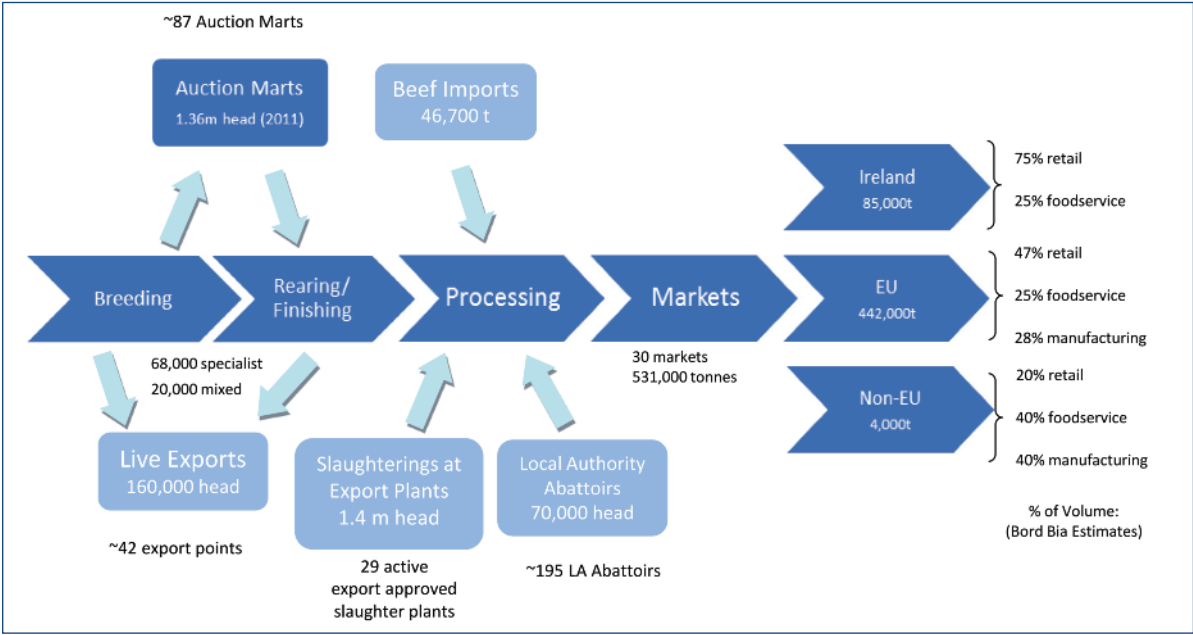 ~87 Auction Marts
Auction Marts
1.36m head (2011)
Beef Imports
46,700 t
Breeding
Rearing/
Finishing
Processing
Markets
68,000 specialist
20,000 mixed
30 markets
531,000 tonnes
Live Exports
160,000 head
~42 export points
Slaughterings at
Export Plants
1.4 m head
29 active
export approved
slaughter plants
Local Authority
Abattoirs
70,000 head
~195 LA Abattoirs
Ireland
85,000t
75% retail
25% foodservice
EU
442,000t
47% retail
25% foodservice
28% manufacturing
Non-EU
4,000t
20% retail
40% foodservice
40% manufacturing
% of Volume:
(Bord Bia Estimates)